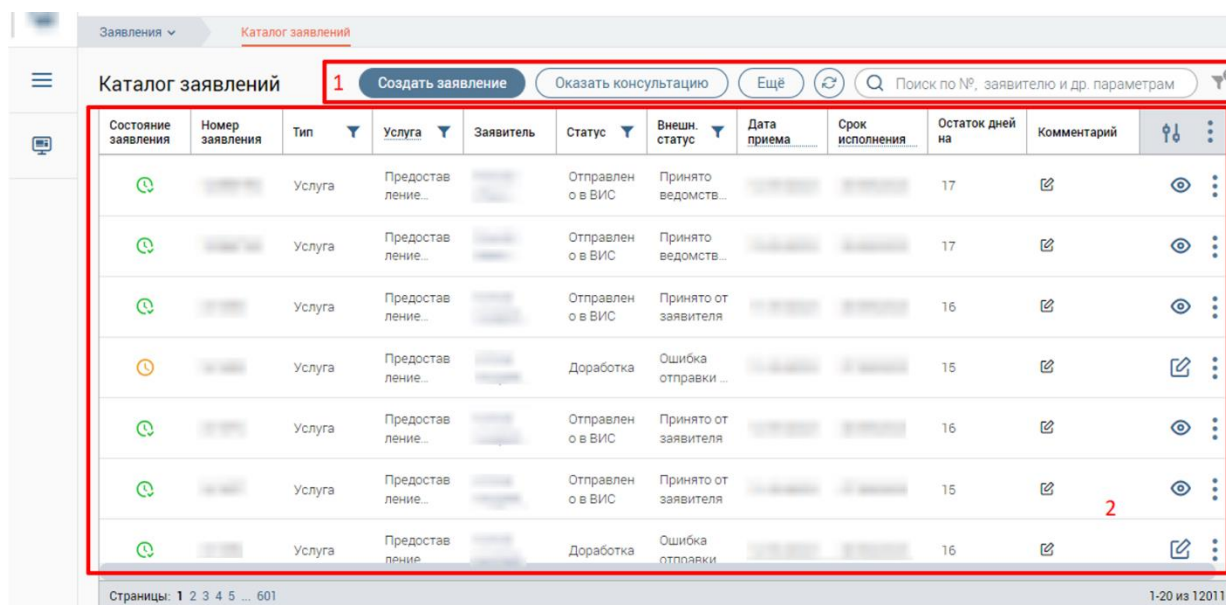 Заявления Каталог заявлений
Каталог заявлений 1 Создать заявление Оказать консультацию Ещё Поиск по №, заявителю и др. параметрам
Состояние заявления Номер заявления Тип Услуга Заявитель Статус Внешн. статус Дата приема Срок исполнения Остаток дней на Комментарий
Услуга Предостав
ление... Отправлен
о в ВИС Принято
ведомств... 17
Услуга Предостав
ление... Отправлен
о в ВИС Принято
ведомств... 17
Услуга Предостав
ление... Отправлен
о в ВИС Принято от
заявителя 16
Услуга Предостав
ление... Доработка Ошибка
отправки ... 15
Услуга Предостав
ление... Отправлен
о в ВИС Принято от
заявителя 16
Услуга Предостав
ление... Отправлен
о в ВИС Принято от
заявителя 15
2
Услуга Предостав
ление Доработка Ошибка
отправки 16
Страницы: 1 2 3 4 5 ... 601 1-20 из 12011